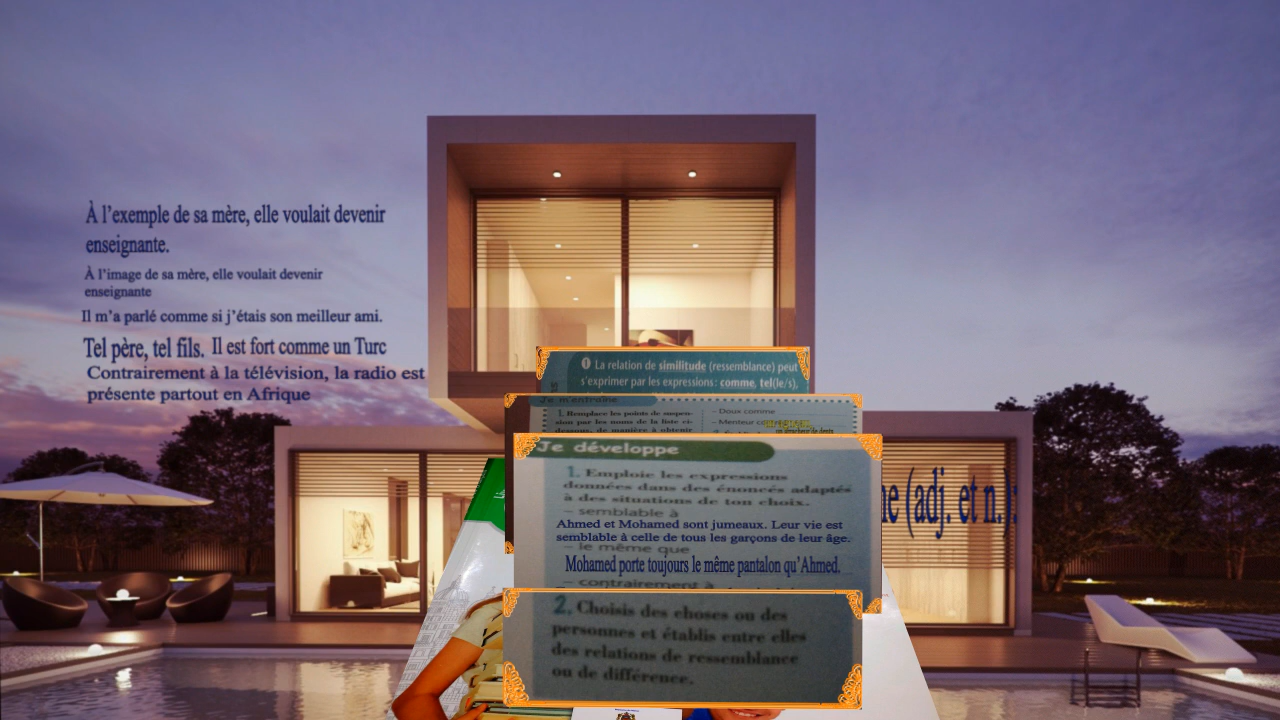 À l'exemple de sa mère, elle voulait devenir
enseignante.
À l'image de sa mère, elle voulait devenir
enseignante
Il m'a parlé comme si j'étais son meilleur ami.
Tel père, tel fils. Il est fort comme un Turc
Contrairement à la télévision, la radio est
présente partout en Afrique
1 La relation de similitude (ressemblance) peut
s'exprimer par les expressions : comme, tel(le/s),
Je m'entraîne
1. Remplace les points de suspen-
sion par les noms de la liste ci-
dessous, de manière à obtenir
– Doux comme
– Menteur
Je développe
1. Emploie les expressions
données dans des énoncés adaptés
à des situations de ton choix.
– semblable à
Ahmed et Mohamed sont jumeaux. Leur vie est
semblable à celle de tous les garçons de leur âge.
– le même que
Mohamed porte toujours le même pantalon qu'Ahmed.
– contrairement à
(adj. et n.):
2. Choisis des choses ou des
personnes et établis entre elles
des relations de ressemblance
ou de différence.